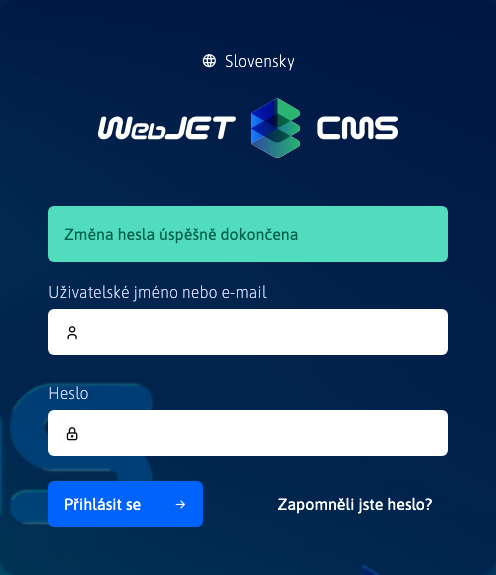 Slovensky
WebJET CMS
Změna hesla úspěšně dokončena
Uživatelské jméno nebo e-mail
Heslo
Přihlásit se
Zapomněli jste heslo?